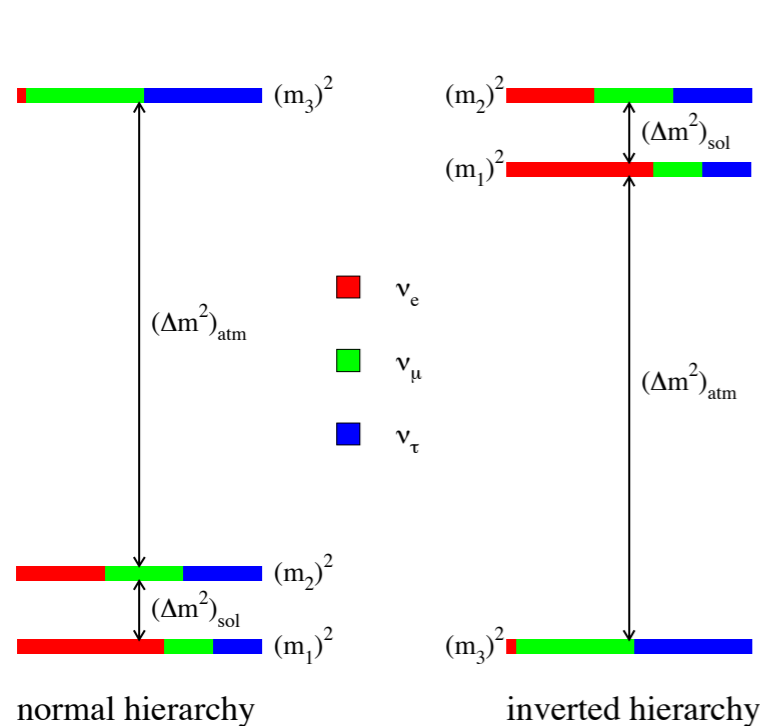 (m₃)²
(m₂)²
(Δm²)sol
(m₁)²
νe
(Δm²)atm
νμ
(Δm²)atm
ντ
(m₂)²
(Δm²)sol
(m₁)²
(m₃)²
normal hierarchy
inverted hierarchy